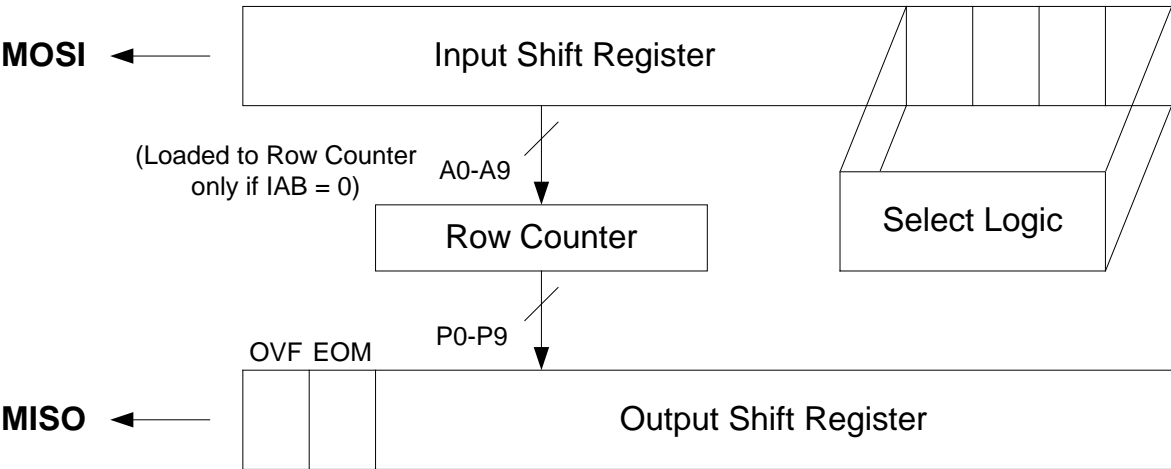 MOSI
Input Shift Register
(Loaded to Row Counter
only if IAB = 0)
A0-A9
Row Counter
Select Logic
P0-P9
OVF EOM
MISO
Output Shift Register